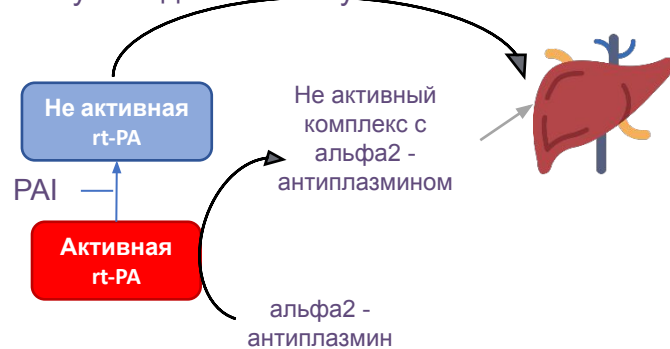 Не активная
rt-PA
Не активный
комплекс с
альфа2 -
антиплазмином
PAI
Активная
rt-PA
альфа2 -
антиплазмин